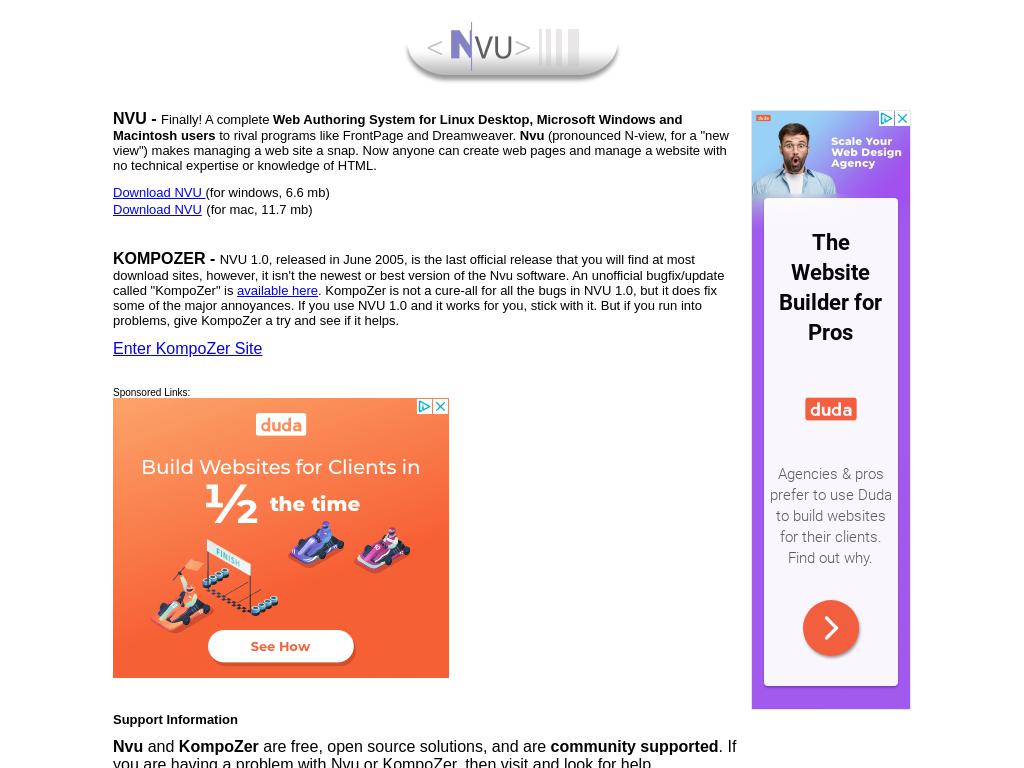 < NVU >
NVU - Finally! A complete Web Authoring System for Linux Desktop, Microsoft Windows and
Macintosh users to rival programs like FrontPage and Dreamweaver. Nvu (pronounced N-view, for a "new
view") makes managing a web site a snap. Now anyone can create web pages and manage a website with
no technical expertise or knowledge of HTML.
Download NVU (for windows, 6.6 mb)
Download NVU (for mac, 11.7 mb)
KOMPOZER - NVU 1.0, released in June 2005, is the last official release that you will find at most
download sites, however, it isn't the newest or best version of the Nvu software. An unofficial bugfix/update
called "KompoZer" is available here. KompoZer is not a cure-all for all the bugs in NVU 1.0, but it does fix
some of the major annoyances. If you use NVU 1.0 and it works for you, stick with it. But if you run into
problems, give KompoZer a try and see if it helps.
Enter KompoZer Site
Sponsored Links:
duda
Build Websites for Clients in
½ the time
FINISH
See How
Support Information
Nvu and KompoZer are free, open source solutions, and are community supported. If
you are having a problem with Nvu or KompoZer, then visit and look for help
duda
Scale Your
Web Design
Agency
The
Website
Builder for
Pros
duda
Agencies & pros
prefer to use Duda
to build websites
for their clients.
Find out why.